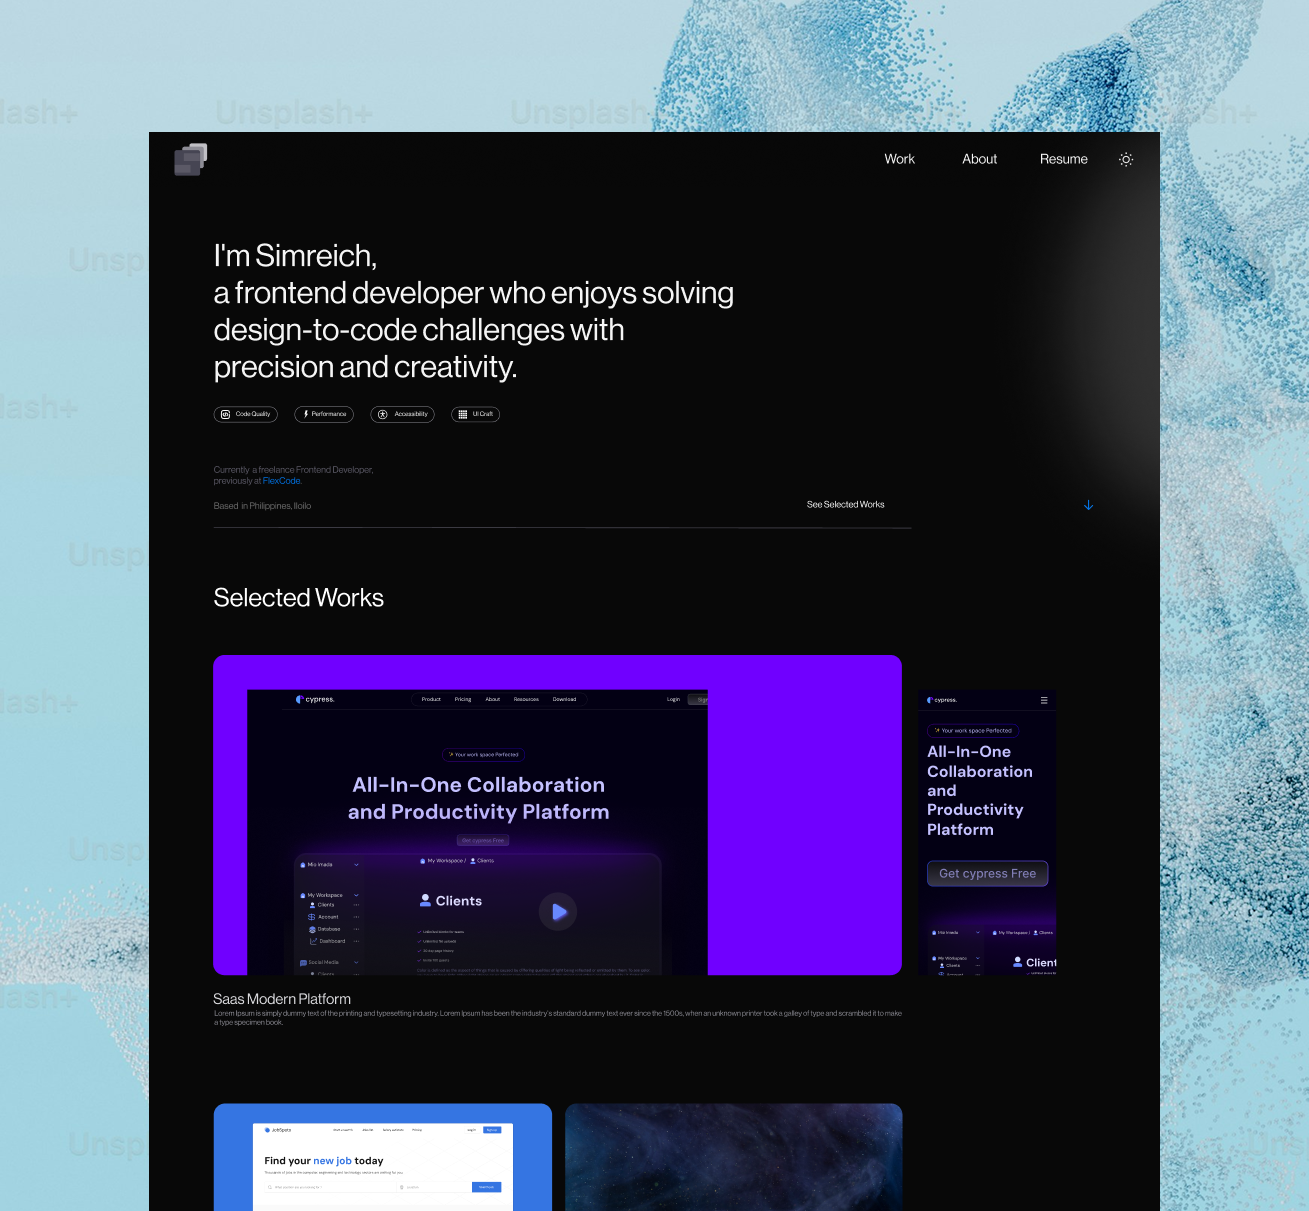 Unsplash+
Unsplash
Work
About
Resume
I'm Simreich,
a frontend developer who enjoys solving
design-to-code challenges with
precision and creativity.
Code Quality
Performance
Accessibility
UI Craft
Currently a freelance Frontend Developer,
previously at FlexCode.
Based in Philippines, Iloilo
See Selected Works
Selected Works
cypress.
Product
Pricing
About
Resources
Download
Login
Your work space Perfected
All-In-One Collaboration
and Productivity Platform
Get cypress Free
Mio imada
My Workspace /
Clients
My Workspace
Clients
Account
Database
Dashboard
Social Media
Clients
Clients
cypress.
Your work space Perfected
All-In-One
Collaboration
and
Productivity
Platform
Get cypress Free
Mio imada
My Workspace /
Clients
My Workspace
Clients
Account
Client
Saas Modern Platform
Lorem Ipsum is simply dummy text of the printing and typesetting industry. Lorem Ipsum has been the industry's standard dummy text ever since the 1500s, when an unknown printer took a galley of type and scrambled it to make
a type specimen book.
Find your new job today